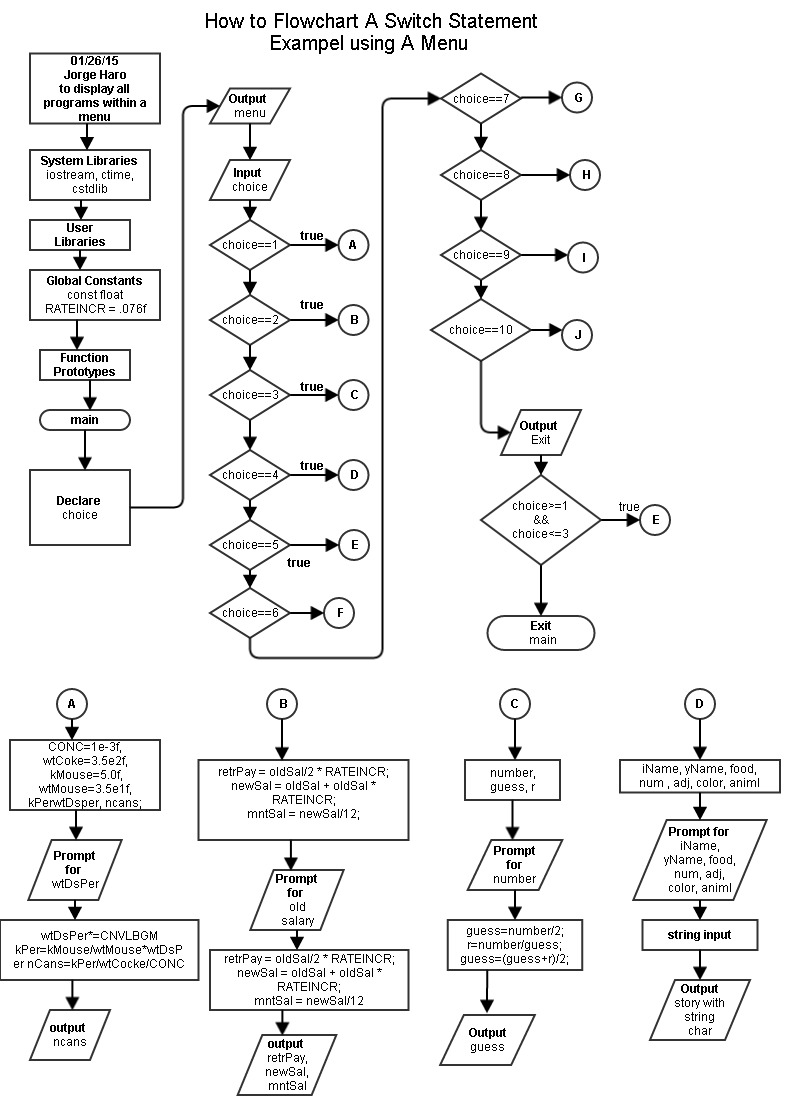 How to Flowchart A Switch Statement
Exampel using A Menu
01/26/15
Jorge Haro
to display all
programs within a
menu
System Libraries
iostream, ctime,
cstdlib
User
Libraries
Global Constants
const float
RATEINCR = .076f
Function
Prototypes
main
Declare
choice
Output
menu
Input
choice
choice==1
true
A
choice==2
true
B
choice==3
true
C
choice==4
true
D
choice==5
true
E
choice==6
F
choice==7
G
choice==8
H
choice==9
I
choice==10
J
Output
Exit
choice>=1
&&
choice<=3
true
E
Exit
main
A
CONC=1e-3f,
wtCoke=3.5e2f,
kMouse=5.0f,
wtMouse=3.5e1f,
kPerwtDsper, ncans;
Prompt
for
wtDsPer
wtDsPer*=CNVLBGM
kPer=kMouse/wtMouse*wtDsP
er nCans=kPer/wtCocke/CONC
output
ncans
B
retrPay = oldSal/2 * RATEINCR;
newSal = oldSal + oldSal *
RATEINCR;
mntSal = newSal/12;
Prompt
for
old
salary
retrPay = oldSal/2 * RATEINCR;
newSal = oldSal + oldSal *
RATEINCR;
mntSal = newSal/12
output
retrPay,
newSal,
mntSal
C
number,
guess, r
Prompt
for
number
guess=number/2;
r=number/guess;
guess=(guess+r)/2;
Output
guess
D
iName, yName, food,
num , adj, color, animl
Prompt for
iName,
yName, food,
num, adj,
color, animl
string input
Output
story with
string
char